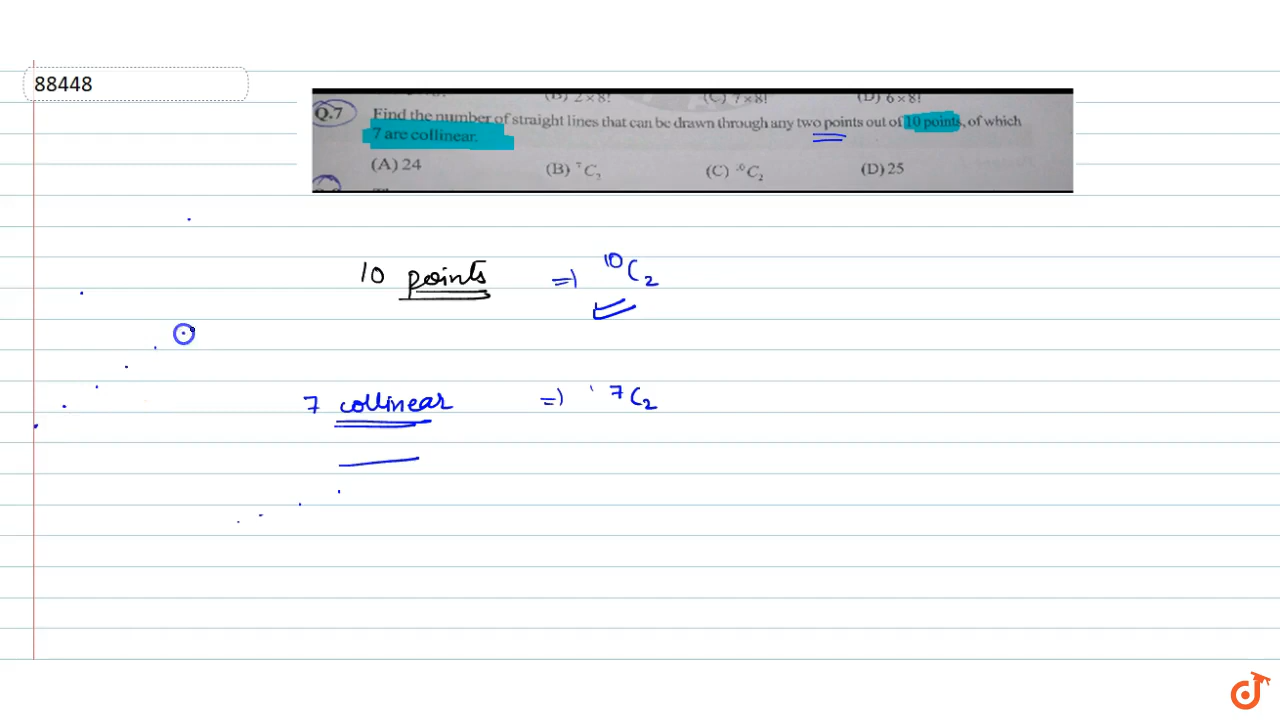 88448
(B) 2×8! (C) 7×8! (D) 6×8!
Q.7 Find the number of straight lines that can be drawn through any two points out of 10 points, of which
7 are collinear.
(A) 24 (B) ⁷C₂ (C) ¹⁰C₂ (D) 25
10 points => ¹⁰C₂
7 collinear => ⁷C₂